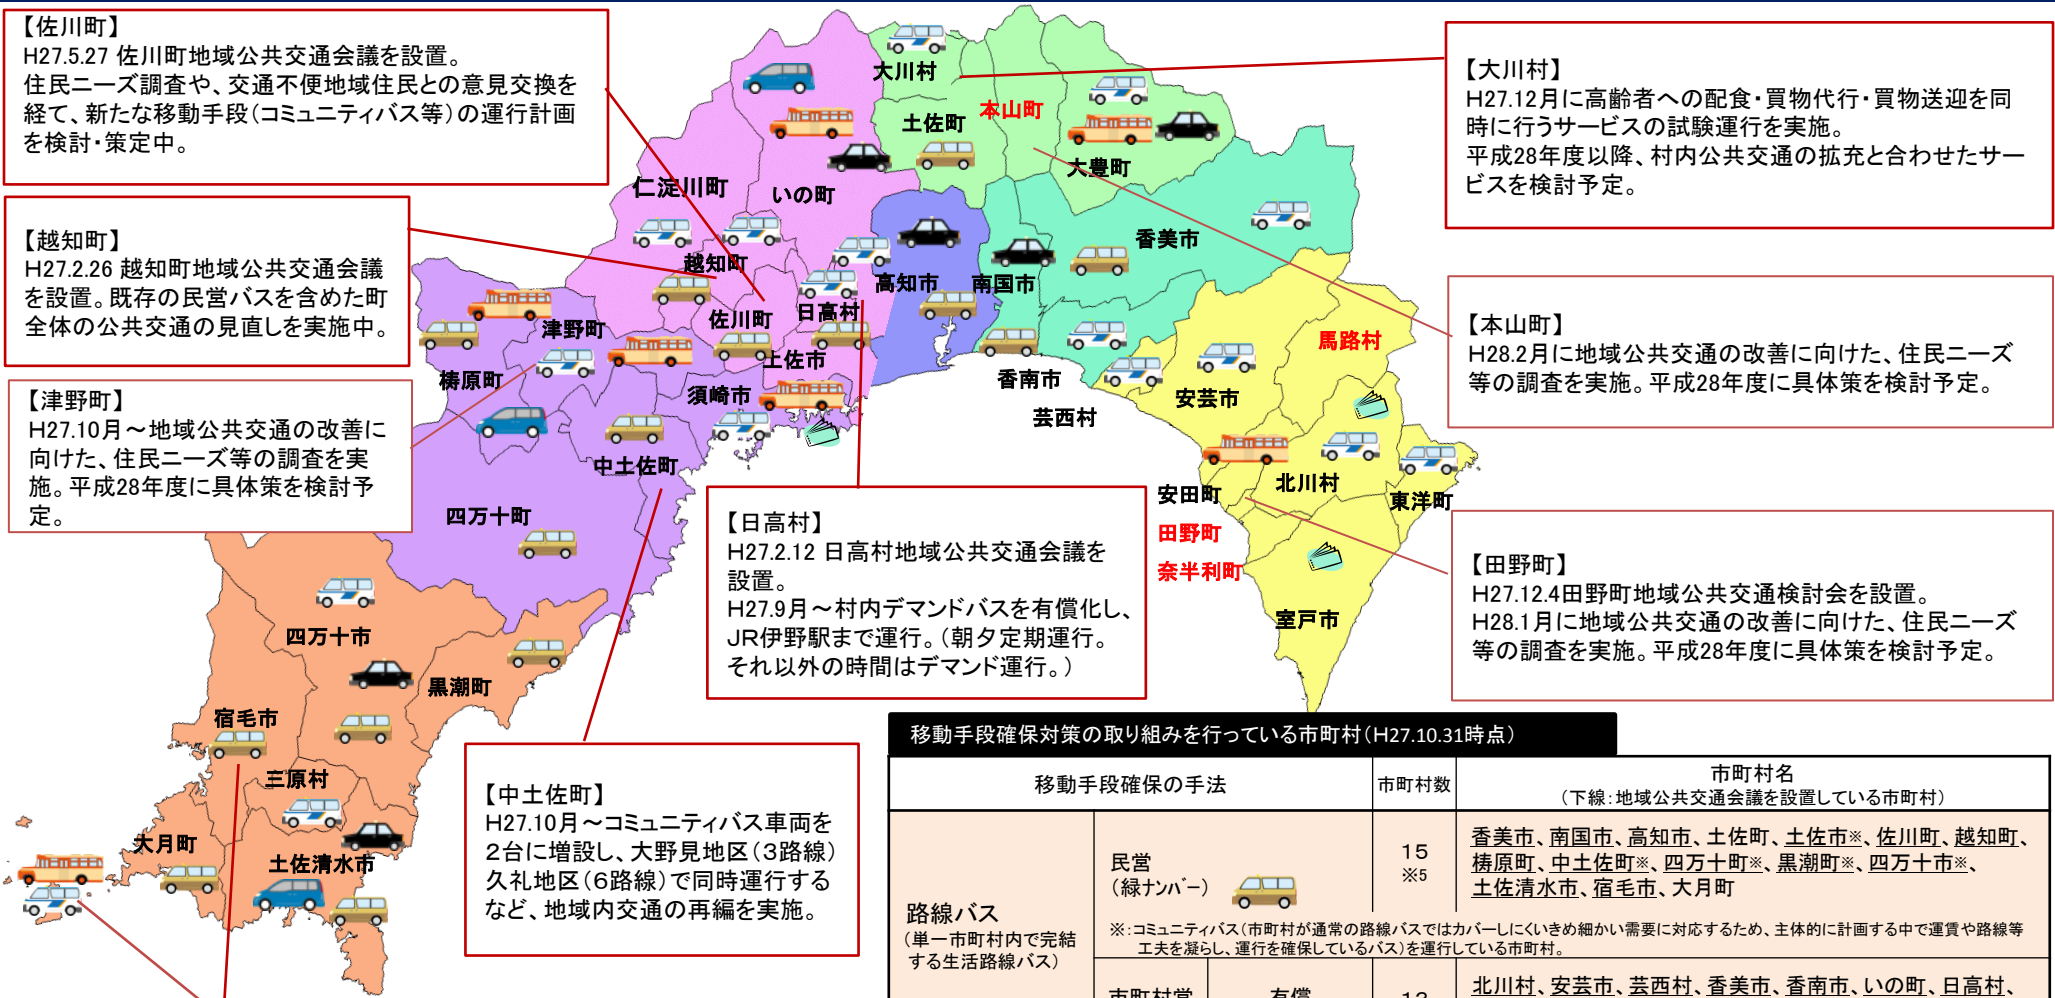 【佐川町】
H27.5.27 佐川町地域公共交通会議を設置。
住民ニーズ調査や、交通不便地域住民との意見交換を
経て、新たな移動手段（コミュニティバス等）の運行計画
を検討・策定中。
【越知町】
H27.2.26 越知町地域公共交通会議
を設置。既存の民営バスを含めた町
全体の公共交通の見直しを実施中。
【津野町】
H27.10月～地域公共交通の改善に
向けた、住民ニーズ等の調査を実
施。平成28年度に具体策を検討予
定。
【大川村】
H27.12月に高齢者への配食・買物代行・買物送迎を同
時に行うサービスの試験運行を実施。
平成28年度以降、村内公共交通の拡充と合わせたサー
ビスを検討予定。
【本山町】
H28.2月に地域公共交通の改善に向けた、住民ニーズ
等の調査を実施。平成28年度に具体策を検討予定。
【田野町】
H27.12.4田野町地域公共交通検討会を設置。
H28.1月に地域公共交通の改善に向けた、住民ニーズ
等の調査を実施。平成28年度に具体策を検討予定。
【日高村】
H27.2.12 日高村地域公共交通会議を
設置。
H27.9月～村内デマンドバスを有償化し、
JR伊野駅まで運行。（朝夕定期運行。
それ以外の時間はデマンド運行。）
【中土佐町】
H27.10月～コミュニティバス車両を
2台に増設し、大野見地区（3路線）
久礼地区（6路線）で同時運行する
など、地域内交通の再編を実施。
大川村
土佐町
本山町
大豊町
仁淀川町
いの町
越知町
佐川町
日高村
土佐市
高知市
南国市
香美市
香南市
芸西村
安芸市
馬路村
北川村
東洋町
安田町
田野町
奈半利町
室戸市
津野町
梼原町
須崎市
中土佐町
四万十町
四万十市
黒潮町
宿毛市
三原村
大月町
土佐清水市
移動手段確保対策の取り組みを行っている市町村（H27.10.31時点）
移動手段確保の手法
市町村数
市町村名
（下線：地域公共交通会議を設置している市町村）
路線バス
（単一市町村内で完結
する生活路線バス）
民営
（緑ナンバー）
15
※5
香美市、南国市、高知市、土佐町、土佐市※、佐川町、越知町、
梼原町、中土佐町※、四万十町※、黒潮町※、四万十市※、
土佐清水市、宿毛市、大月町
※：コミュニティバス（市町村が通常の路線バスではカバーしにくいきめ細かい需要に対応するため、主体的に計画する中で運賃や路線等
工夫を凝らし、運行を確保しているバス）を運行している市町村。
北川村、安芸市、芸西村、香美市、香南市、いの町、日高村、